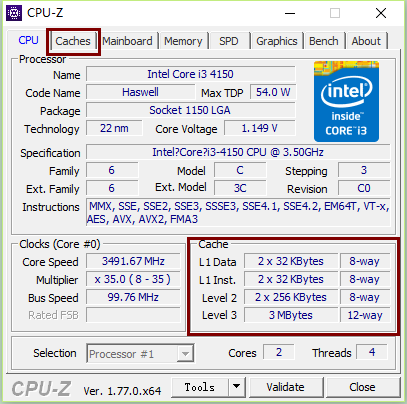 CPU-Z
CPU Caches Mainboard Memory SPD Graphics Bench About
Processor
Name Intel Core i3 4150
Code Name Haswell Max TDP 54.0 W
Package Socket 1150 LGA
Technology 22 nm Core Voltage 1.149 V
intel inside™ CORE™ i3
Specification Intel?Core?i3-4150 CPU @ 3.50GHz
Family 6 Model C Stepping 3
Ext. Family 6 Ext. Model 3C Revision C0
Instructions MMX, SSE, SSE2, SSE3, SSSE3, SSE4.1, SSE4.2, EM64T, VT-x,
AES, AVX, AVX2, FMA3
Clocks (Core #0)
Core Speed 3491.67 MHz
Multiplier x 35.0 ( 8 - 35 )
Bus Speed 99.76 MHz
Rated FSB
Cache
L1 Data 2 x 32 KBytes 8-way
L1 Inst. 2 x 32 KBytes 8-way
Level 2 2 x 256 KBytes 8-way
Level 3 3 MBytes 12-way
Selection Processor #1 Cores 2 Threads 4
CPU-Z Ver. 1.77.0.x64 Tools Validate Close